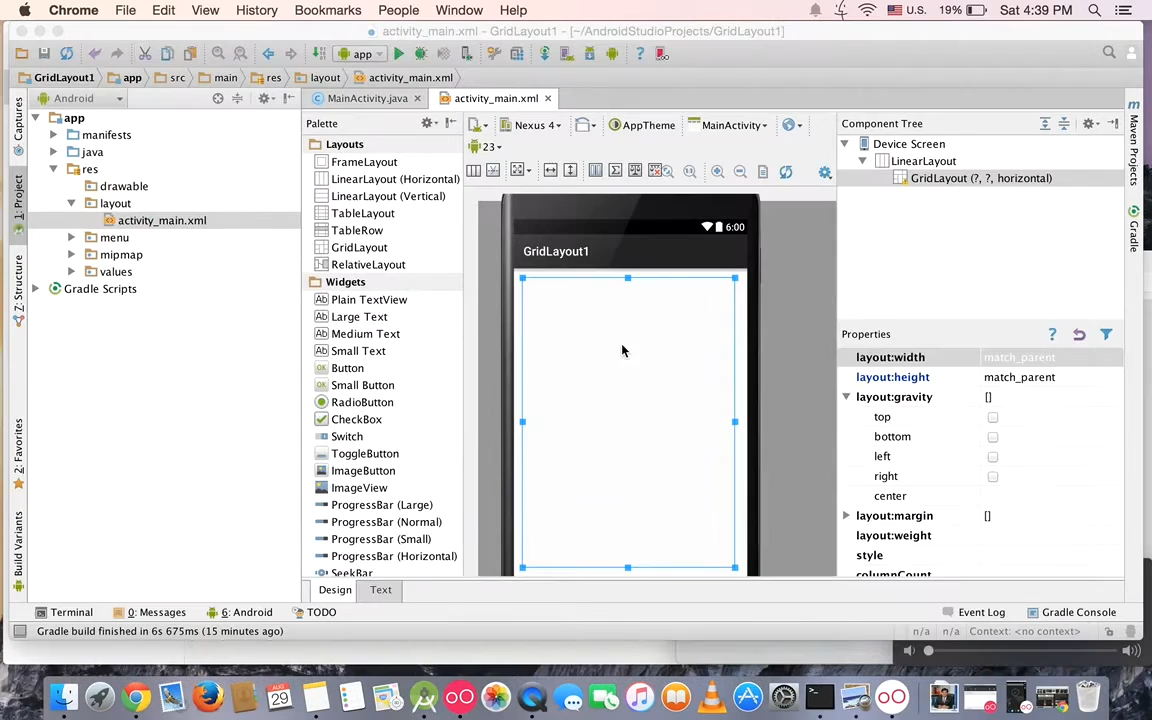 Chrome File Edit View History Bookmarks People Window Help U.S. 19% Sat 4:39 PM
activity_main.xml - GridLayout1 - [~/AndroidStudioProjects/GridLayout1]
app
GridLayout1 app src main res layout activity_main.xml
Android
MainActivity.java activity_main.xml
Captures
1: Project
Z: Structure
2: Favorites
Build Variants
app
manifests
java
res
drawable
layout
activity_main.xml
menu
mipmap
values
Gradle Scripts
Palette
Layouts
FrameLayout
LinearLayout (Horizontal)
LinearLayout (Vertical)
TableLayout
TableRow
GridLayout
RelativeLayout
Widgets
Plain TextView
Large Text
Medium Text
Small Text
Button
Small Button
RadioButton
CheckBox
Switch
ToggleButton
ImageButton
ImageView
ProgressBar (Large)
ProgressBar (Normal)
ProgressBar (Small)
ProgressBar (Horizontal)
SeekBar
Nexus 4 AppTheme MainActivity
23
6:00
GridLayout1
Component Tree
Device Screen
LinearLayout
GridLayout (?, ?, horizontal)
Properties
layout:width match_parent
layout:height match_parent
layout:gravity []
top
bottom
left
right
center
layout:margin []
layout:weight
style
columnCount
Maven Projects
Gradle
Design Text
Terminal 0: Messages 6: Android TODO Event Log Gradle Console
Gradle build finished in 6s 675ms (15 minutes ago) n/a n/a Context: <no context>
AUG
29